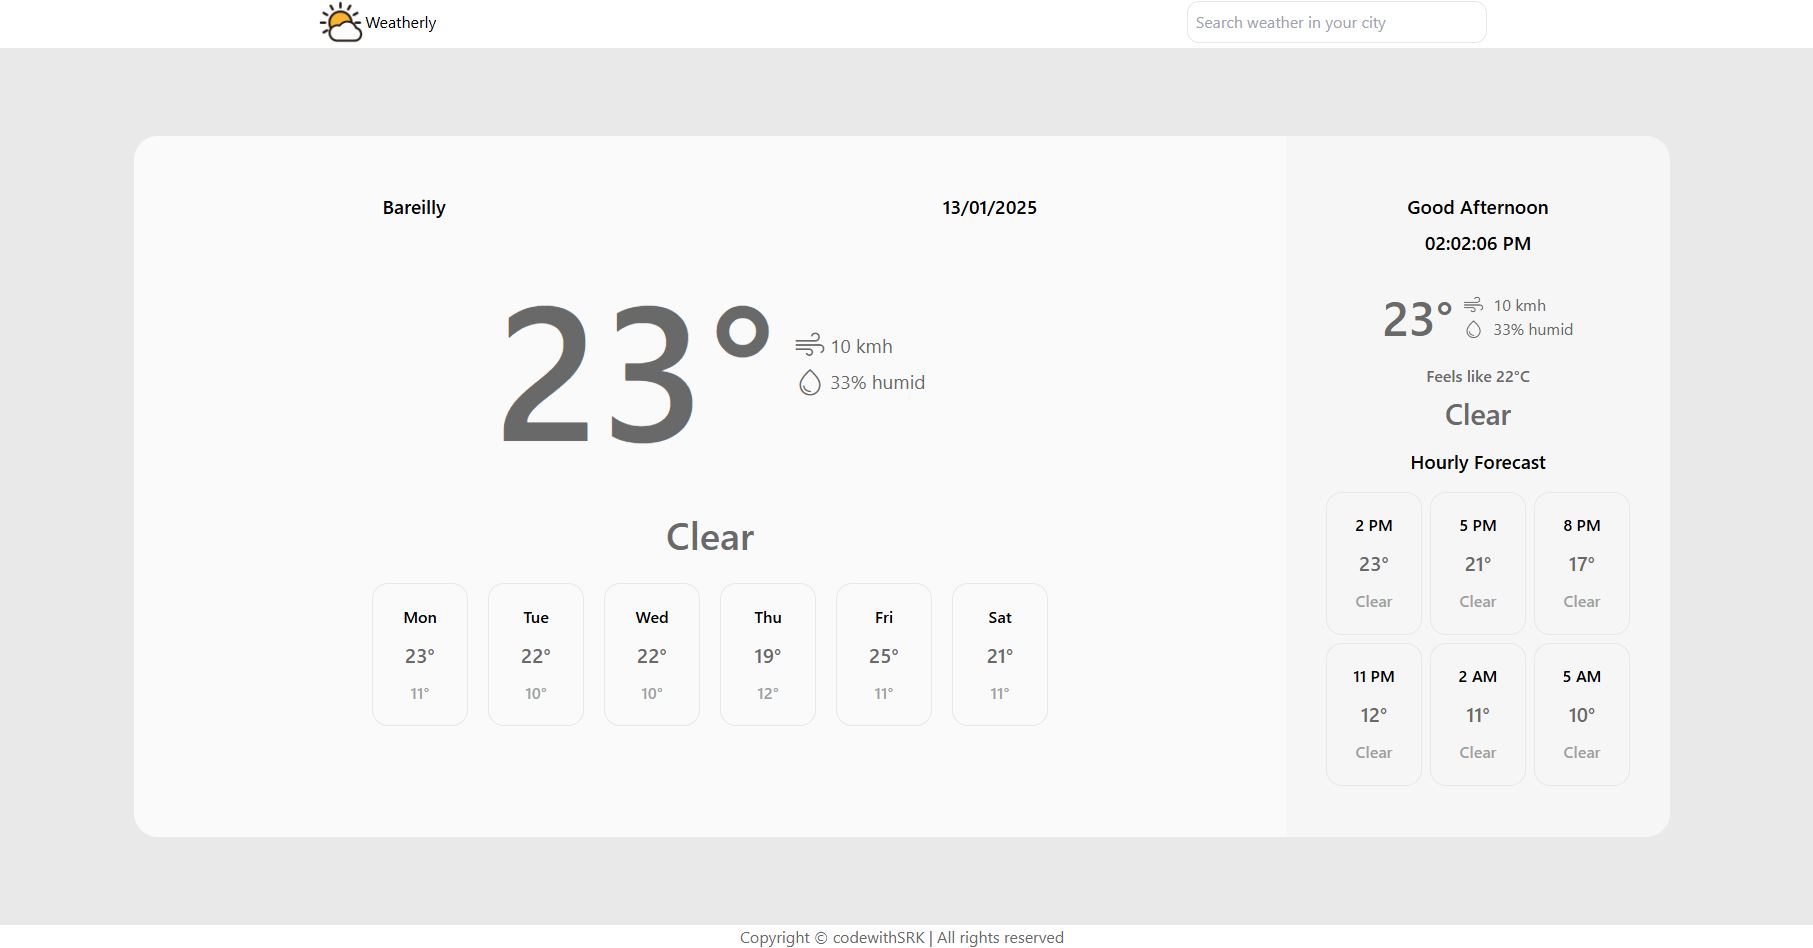 Weatherly
Search weather in your city
Bareilly
13/01/2025
23°
10 kmh
33% humid
Clear
Mon
23°
11°
Tue
22°
10°
Wed
22°
10°
Thu
19°
12°
Fri
25°
11°
Sat
21°
11°
Good Afternoon
02:02:06 PM
23°
10 kmh
33% humid
Feels like 22°C
Clear
Hourly Forecast
2 PM
23°
Clear
5 PM
21°
Clear
8 PM
17°
Clear
11 PM
12°
Clear
2 AM
11°
Clear
5 AM
10°
Clear
Copyright © codewithSRK | All rights reserved